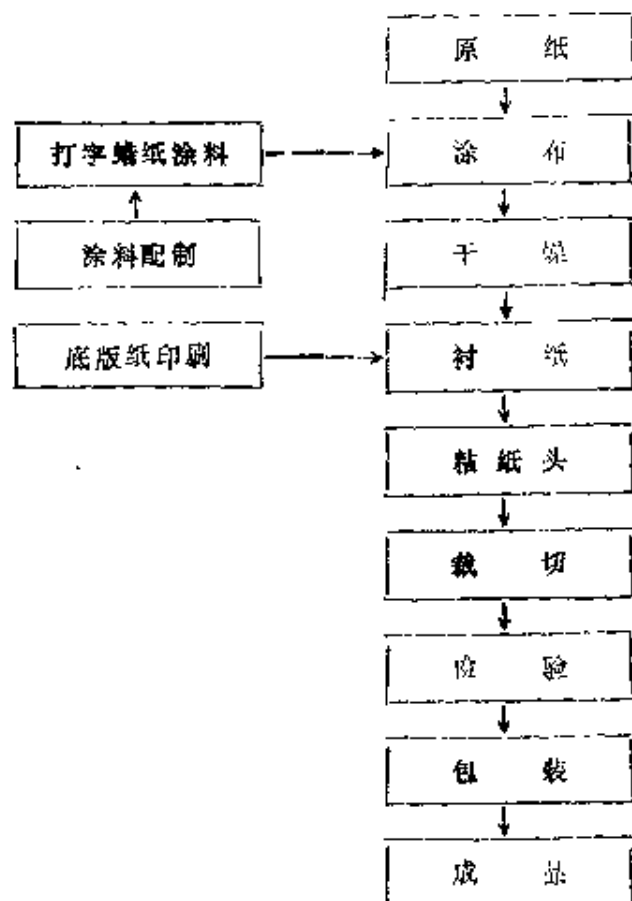 原 纸
打字蜡纸涂料
涂 布
涂料配制
干 燥
底版纸印刷
衬 纸
粘 紙 头
裁 切
检 验
包 装
成 品